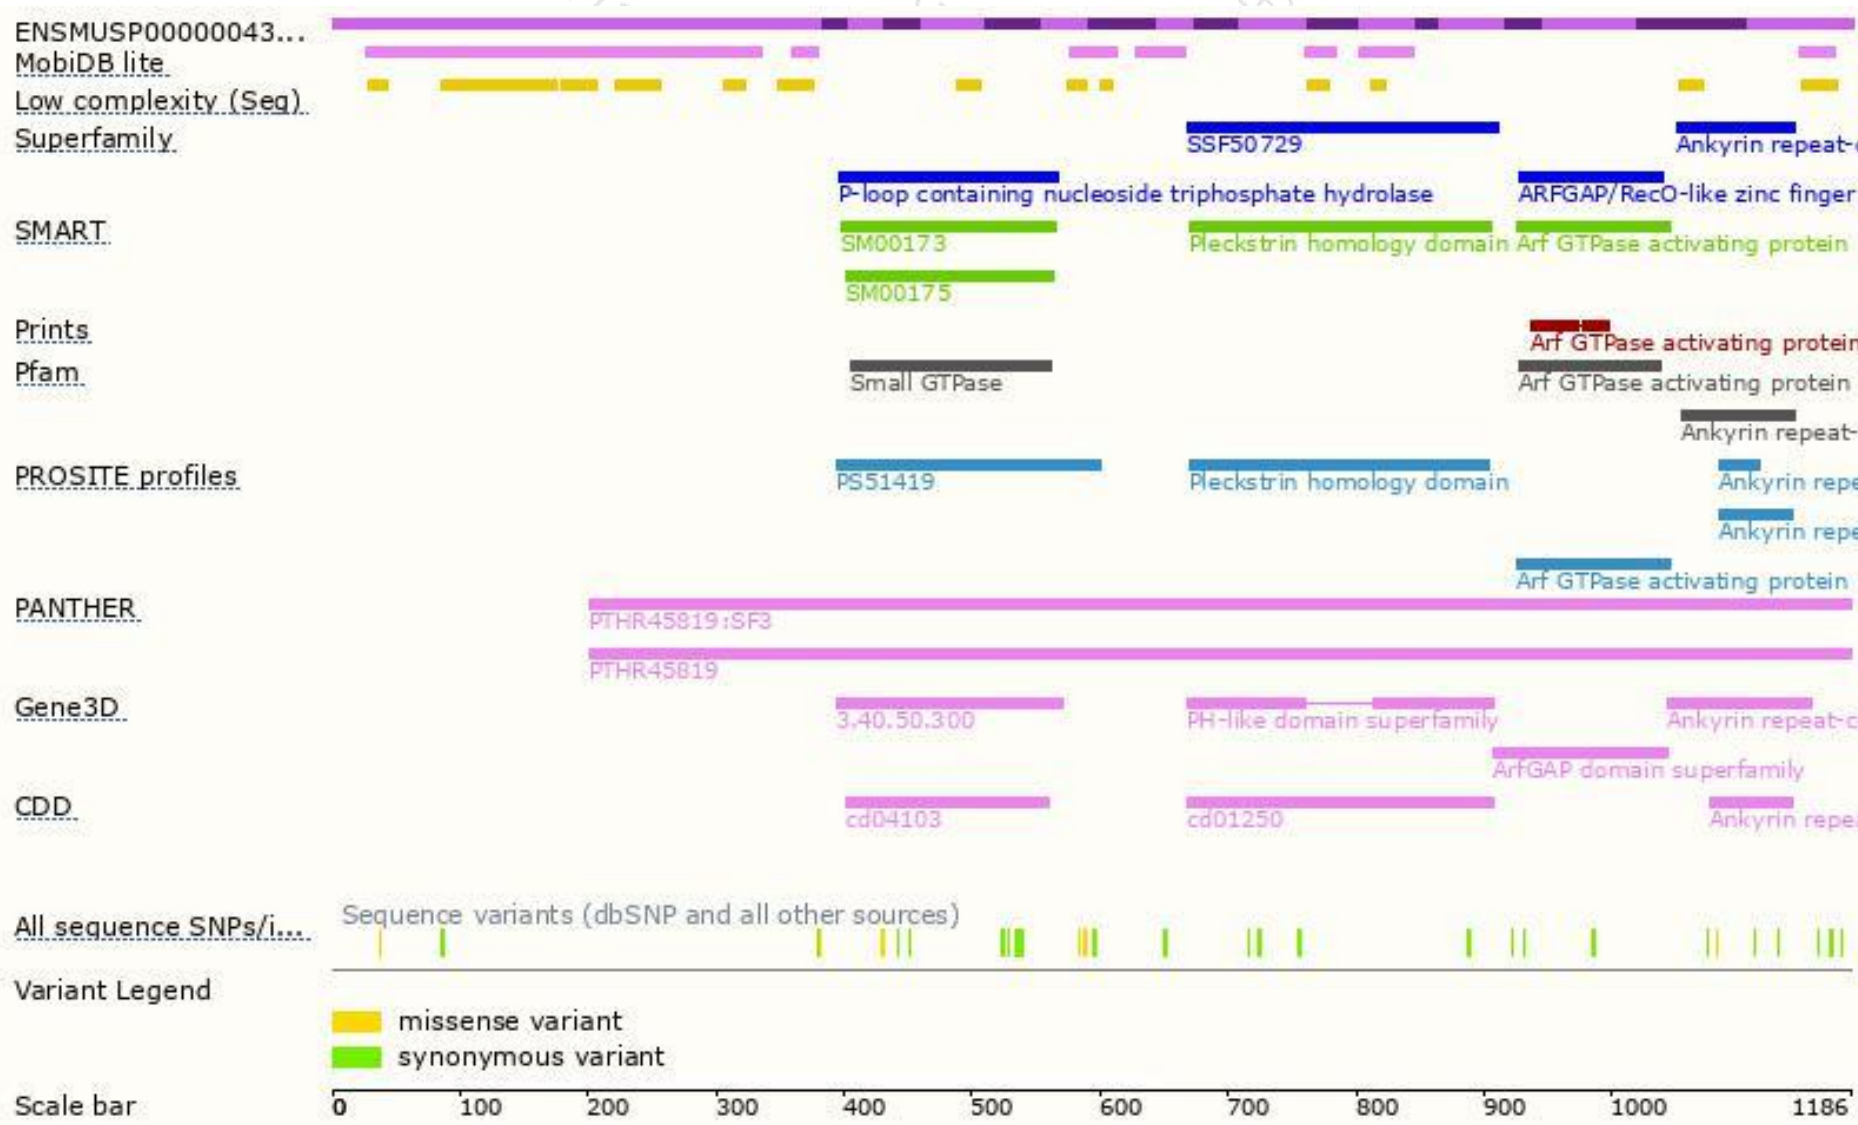 ENSMUSP00000043...
MobiDB lite
Low complexity (Seg)
Superfamily
SSF50729
Ankyrin repeat-
P-loop containing nucleoside triphosphate hydrolase
ARFGAP/RecO-like zinc finger
SMART
SM00173
Pleckstrin homology domain
Arf GTPase activating protein
SM00175
Prints
Arf GTPase activating protein
Pfam
Small GTPase
Arf GTPase activating protein
Ankyrin repeat-
PROSITE profiles
PS51419
Pleckstrin homology domain
Ankyrin repe
Ankyrin repe
Arf GTPase activating protein
PANTHER
PTHR45819:SF3
PTHR45819
Gene3D
3.40.50.300
PH-like domain superfamily
Ankyrin repeat-c
ArfGAP domain superfamily
CDD
cd04103
cd01250
Ankyrin repea
All sequence SNPs/i...
Sequence variants (dbSNP and all other sources)
Variant Legend
missense variant
synonymous variant
Scale bar
0 100 200 300 400 500 600 700 800 900 1000 1186